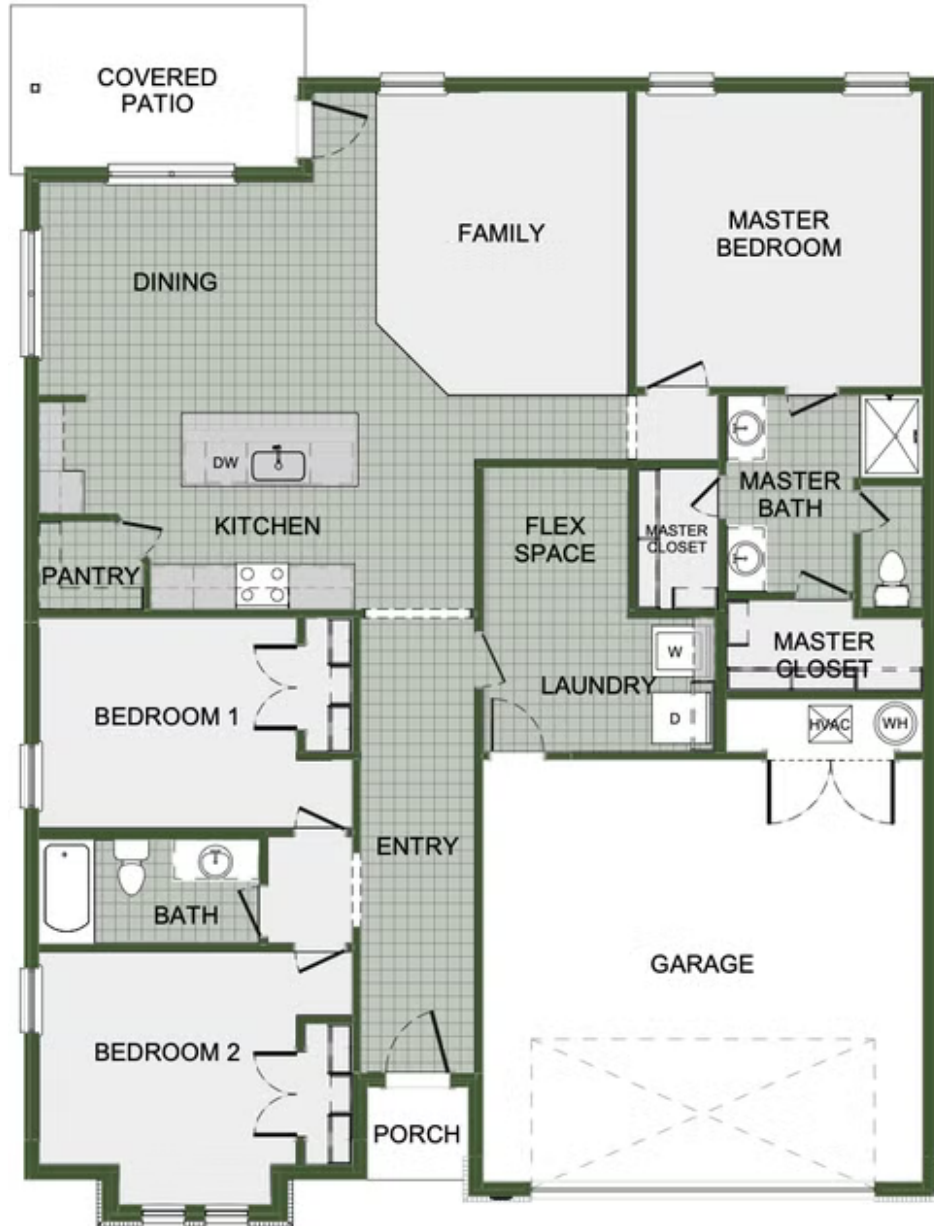 COVERED
PATIO
FAMILY
MASTER
BEDROOM
DINING
DW
KITCHEN
PANTRY
FLEX
SPACE
MASTER
CLOSET
MASTER
BATH
MASTER
CLOSET
W
LAUNDRY
D
HVAC
WH
BEDROOM 1
ENTRY
BATH
GARAGE
BEDROOM 2
PORCH